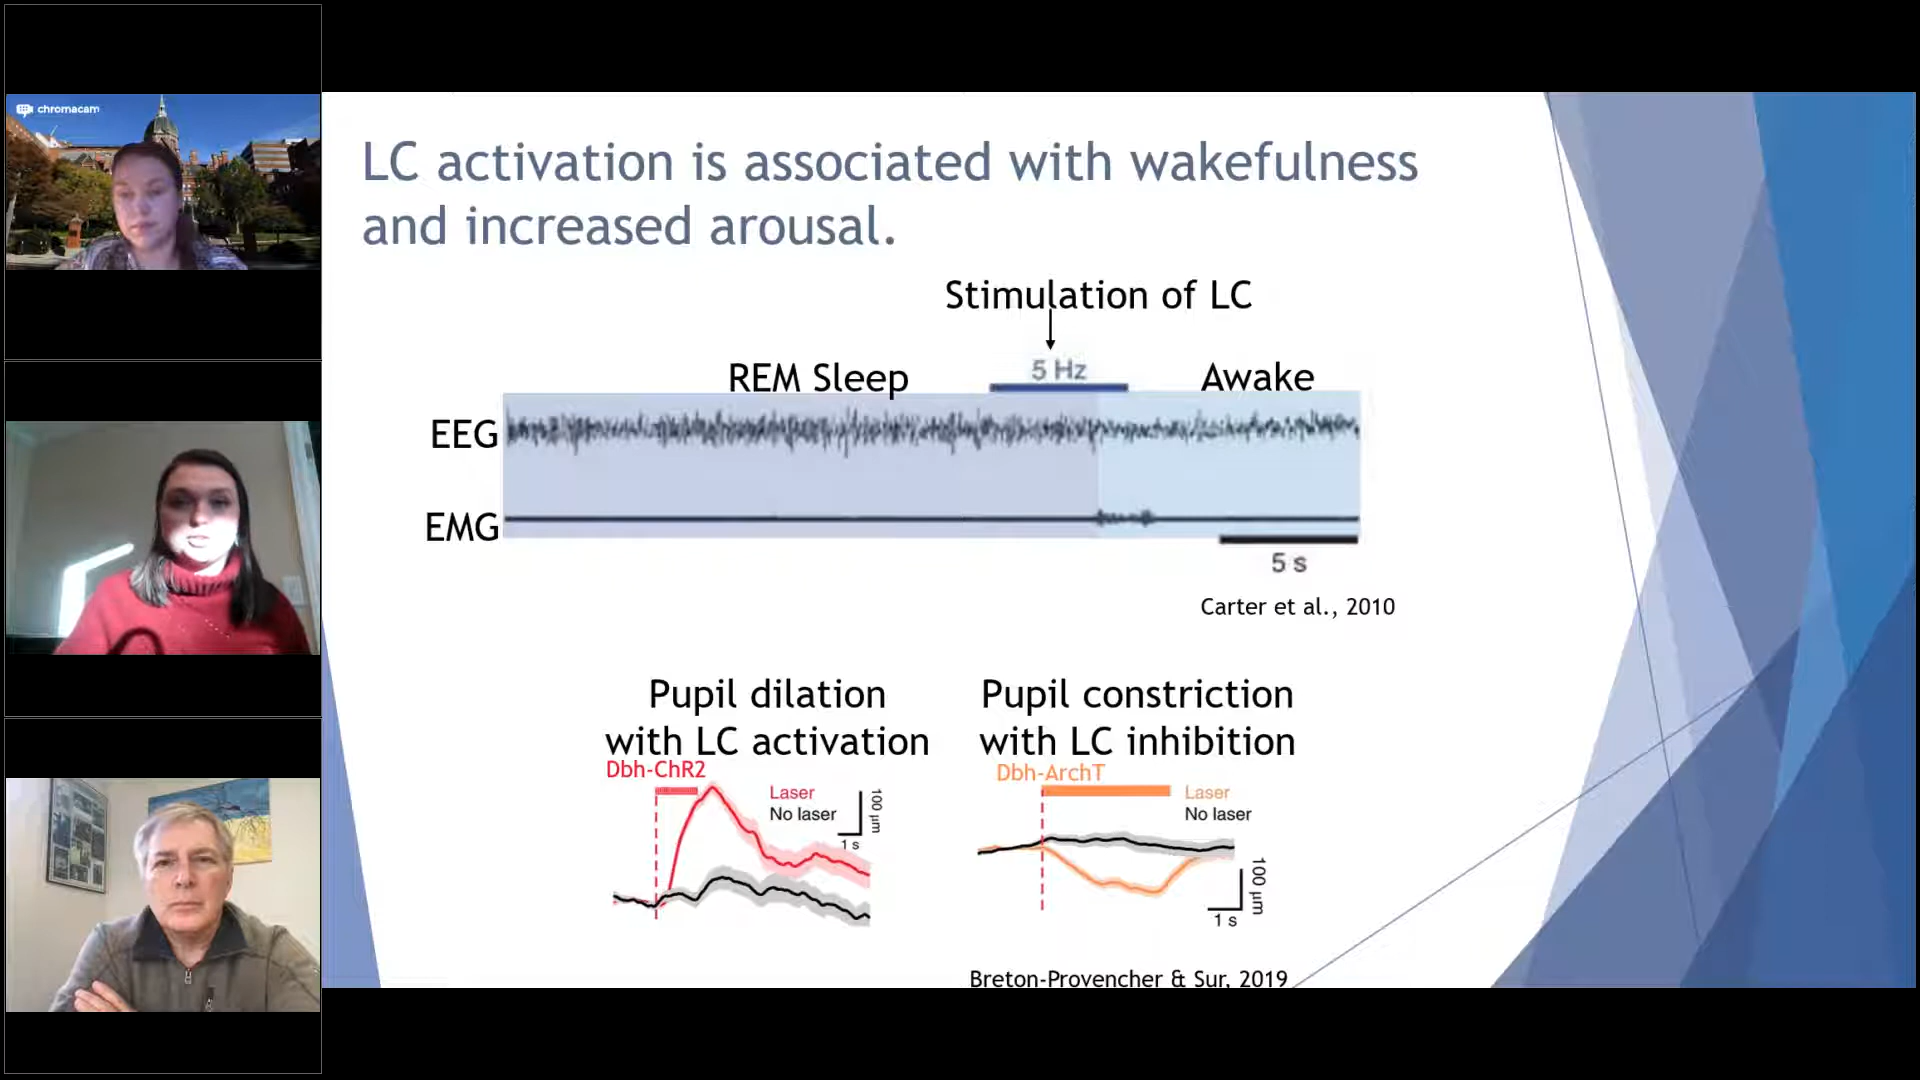 chromacam
LC activation is associated with wakefulness
and increased arousal.
Stimulation of LC
5 Hz
REM Sleep
Awake
EEG
EMG
5 s
Carter et al., 2010
Pupil dilation
with LC activation
Dbh-ChR2
Laser
No laser
100 µm
1 s
Pupil constriction
with LC inhibition
Dbh-ArchT
Laser
No laser
100 µm
1 s
Breton-Provencher & Sur, 2019